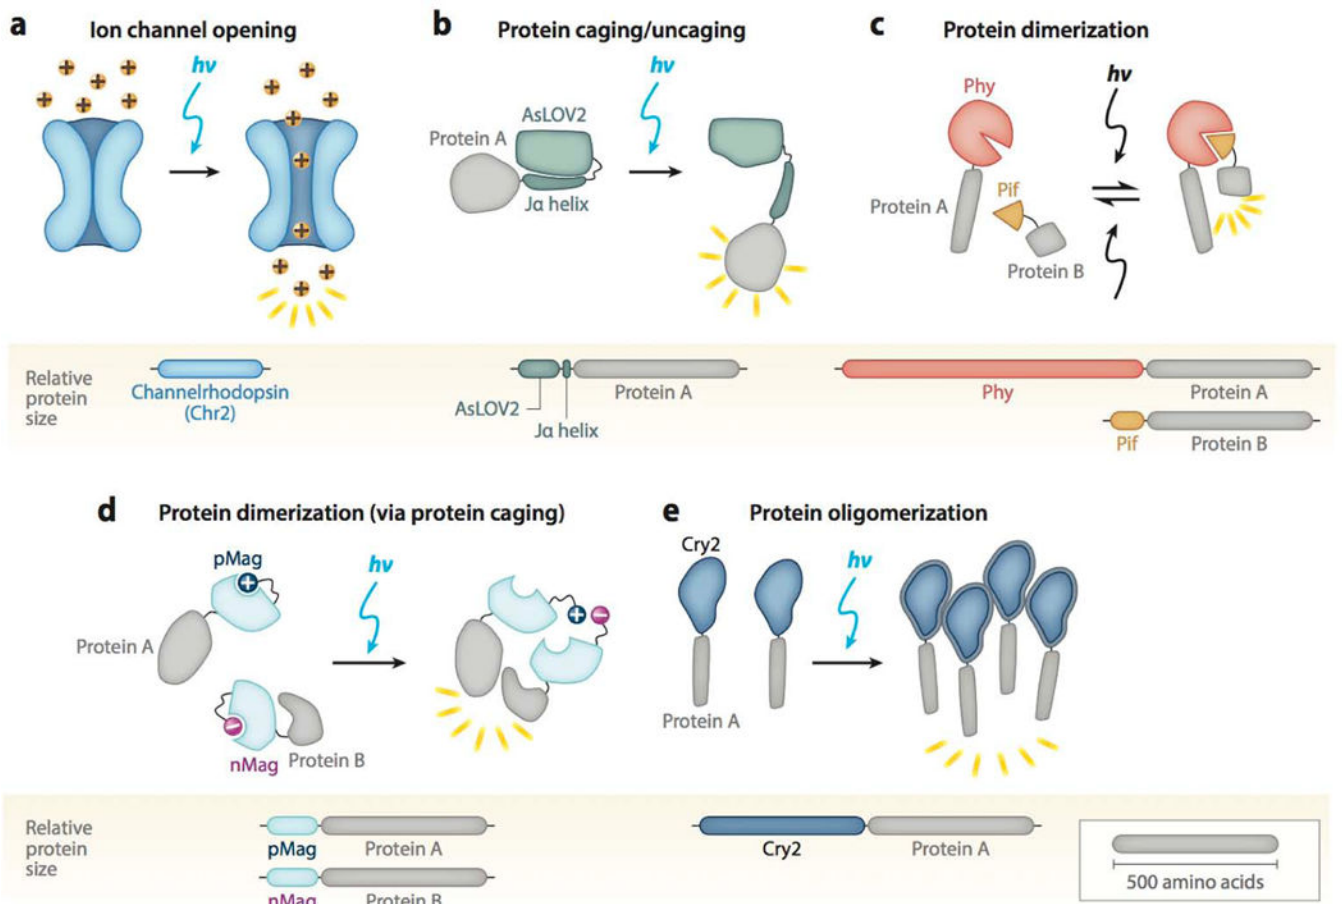 a Ion channel opening
hν
b Protein caging/uncaging
hν
AsLOV2
Protein A
Jα helix
c Protein dimerization
hν
Phy
Protein A
Pif
Protein B
Relative
protein
size
Channelrhodopsin
(Chr2)
AsLOV2
Jα helix
Protein A
Phy
Protein A
Pif
Protein B
d Protein dimerization (via protein caging)
pMag
+
hν
+
−
Protein A
−
nMag
Protein B
e Protein oligomerization
Cry2
hν
Protein A
Relative
protein
size
pMag
Protein A
nMag
Protein B
Cry2
Protein A
500 amino acids